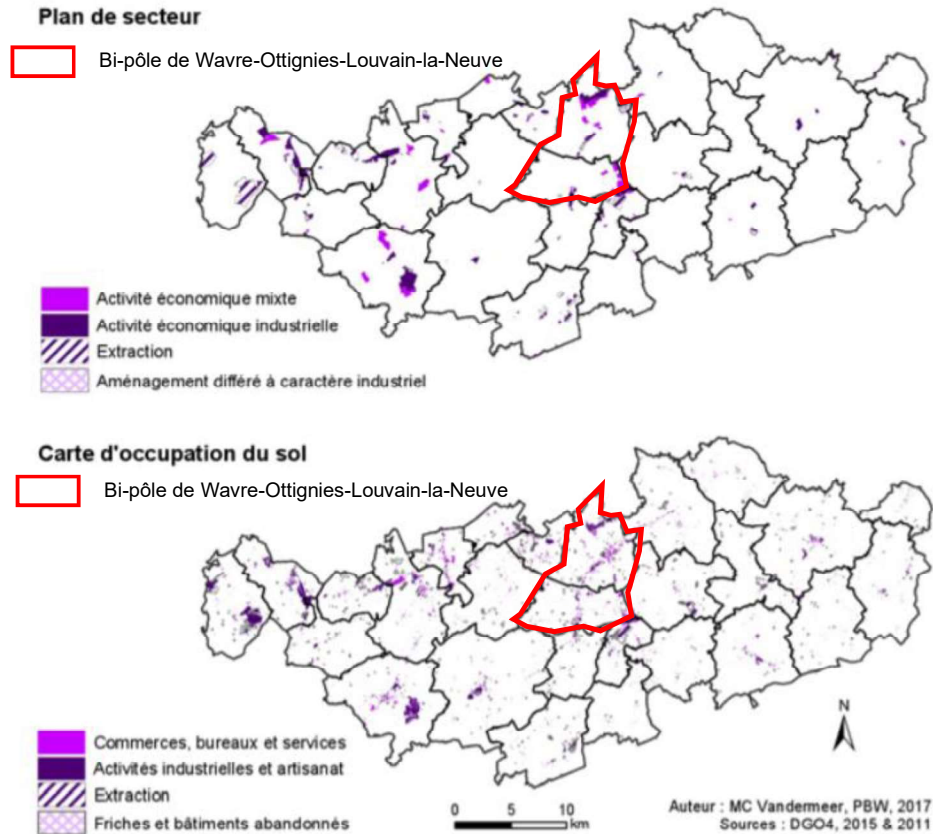 Plan de secteur
Bi-pôle de Wavre-Ottignies-Louvain-la-Neuve
Activité économique mixte
Activité économique industrielle
Extraction
Aménagement différé à caractère industriel
Carte d'occupation du sol
Bi-pôle de Wavre-Ottignies-Louvain-la-Neuve
Commerces, bureaux et services
Activités industrielles et artisanat
Extraction
Friches et bâtiments abandonnés
0 5 10
km
N
Auteur : MC Vandermeer, PBW, 2017
Sources : DGO4, 2015 & 2011